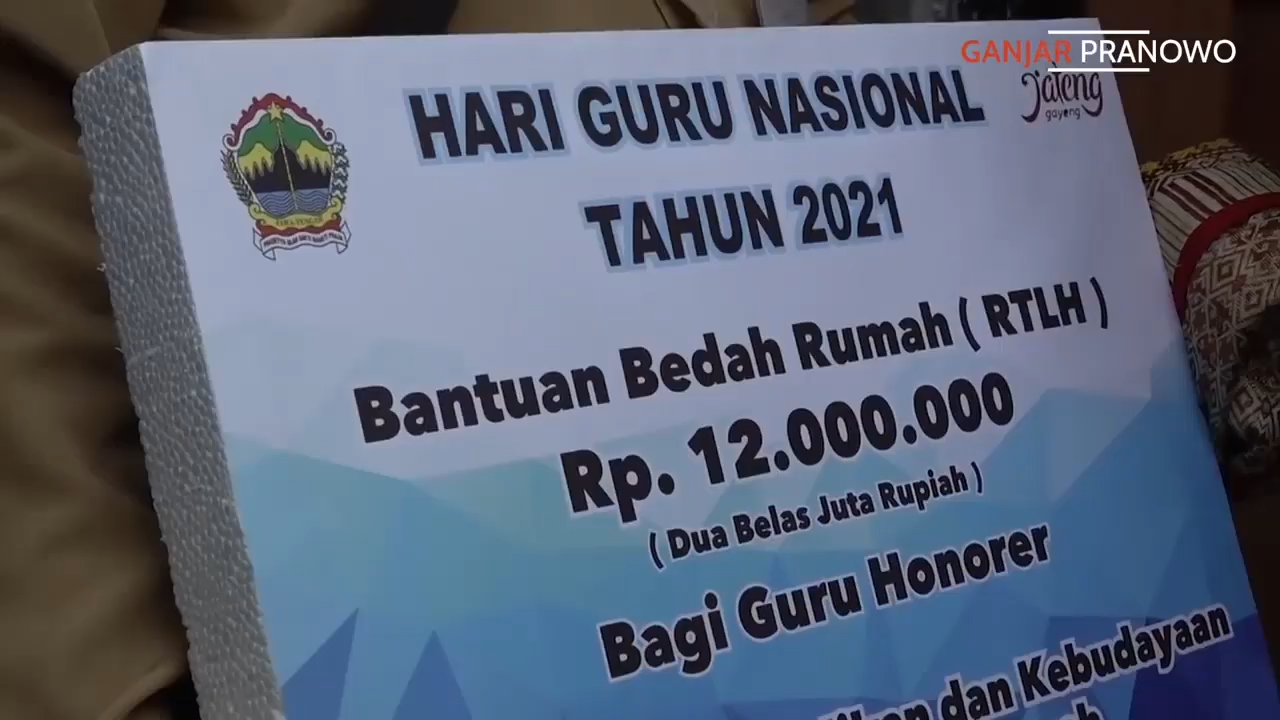 GANJAR PRANOWO
Jateng
gayeng
HARI GURU NASIONAL
TAHUN 2021
Bantuan Bedah Rumah ( RTLH )
Rp. 12.000.000
( Dua Belas Juta Rupiah )
Bagi Guru Honorer
dan Kebudayaan